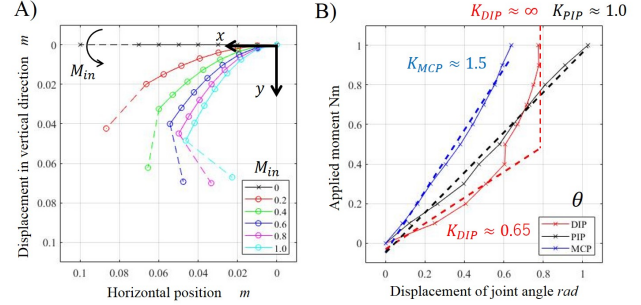 A)
Displacement in vertical direction m
0
0.02
0.04
0.06
0.08
0.1
M_in
x
y
M_in
0
0.2
0.4
0.6
0.8
1.0
0.1
0.08
0.06
0.04
0.02
0
Horizontal position m
B)
K_DIP ≈ ∞
K_PIP ≈ 1.0
Applied moment Nm
1
0.8
0.6
0.4
0.2
0
K_MCP ≈ 1.5
K_DIP ≈ 0.65
θ
DIP
PIP
MCP
0
0.2
0.4
0.6
0.8
1
Displacement of joint angle rad